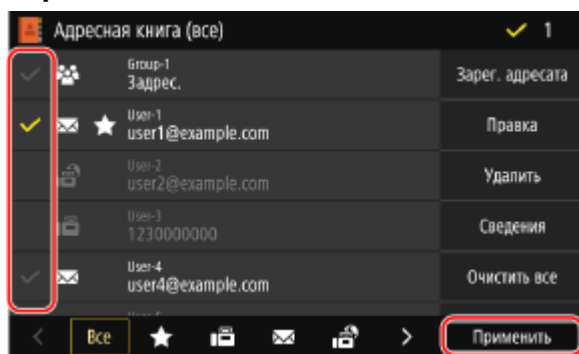 Адресная книга (все)
1
Group-1
Задрес.
Зарег. адресата
User-1
user1@example.com
Правка
User-2
user2@example.com
Удалить
User-3
1230000000
Сведения
User-4
user4@example.com
Очистить все
Все
Применить